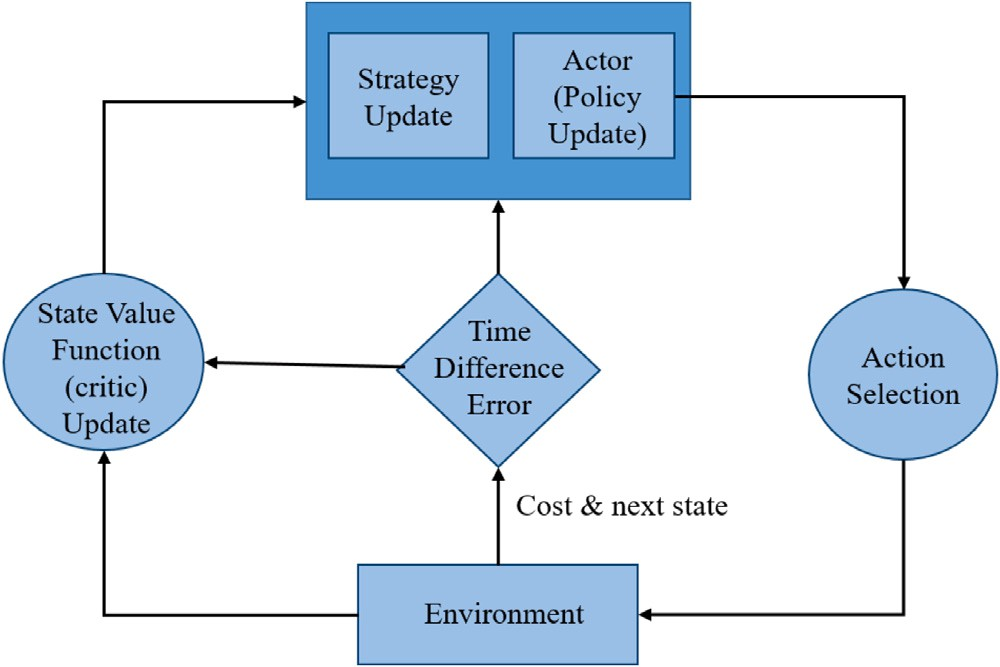 Strategy
Update
Actor
(Policy
Update)
State Value
Function
(critic)
Update
Time
Difference
Error
Action
Selection
Cost & next state
Environment